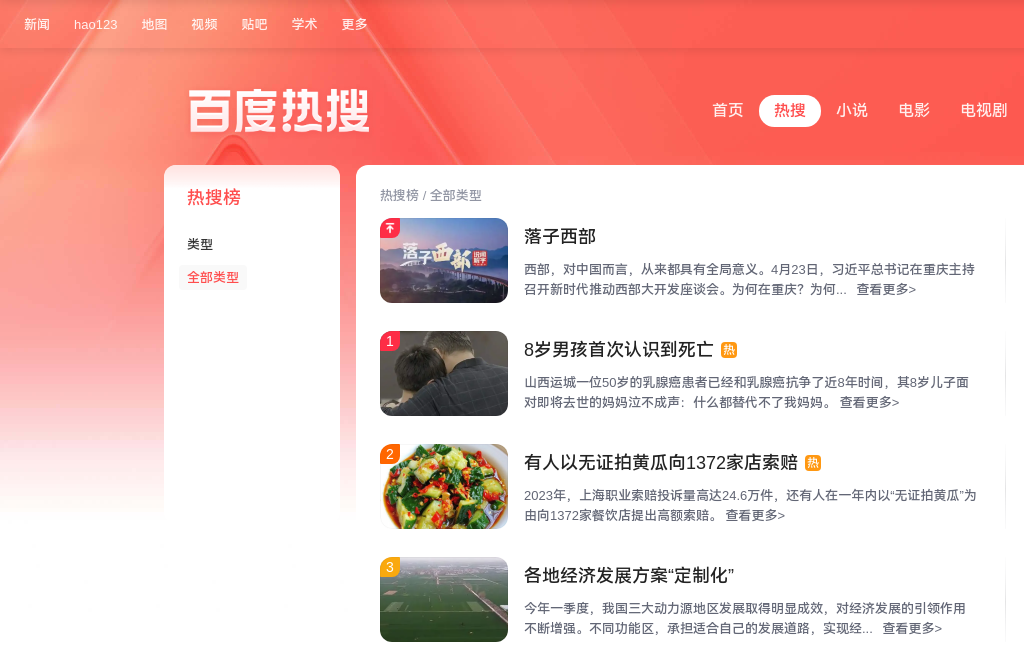 新闻 hao123 地图 视频 贴吧 学术 更多
百度热搜
首页 热搜 小说 电影 电视剧
热搜榜
类型
全部类型
热搜榜 / 全部类型
落子西部
落子西部
西部，对中国而言，从来都具有全局意义。4月23日，习近平总书记在重庆主持
召开新时代推动西部大开发座谈会。为何在重庆？为何... 查看更多>
1
8岁男孩首次认识到死亡 热
山西运城一位50岁的乳腺癌患者已经和乳腺癌抗争了近8年时间，其8岁儿子面
对即将去世的妈妈泣不成声：什么都替代不了我妈妈。 查看更多>
2
有人以无证拍黄瓜向1372家店索赔 热
2023年，上海职业索赔投诉量高达24.6万件，还有人在一年内以“无证拍黄瓜”为
由向1372家餐饮店提出高额索赔。 查看更多>
3
各地经济发展方案“定制化”
今年一季度，我国三大动力源地区发展取得明显成效，对经济发展的引领作用
不断增强。不同功能区，承担适合自己的发展道路，实现经... 查看更多>